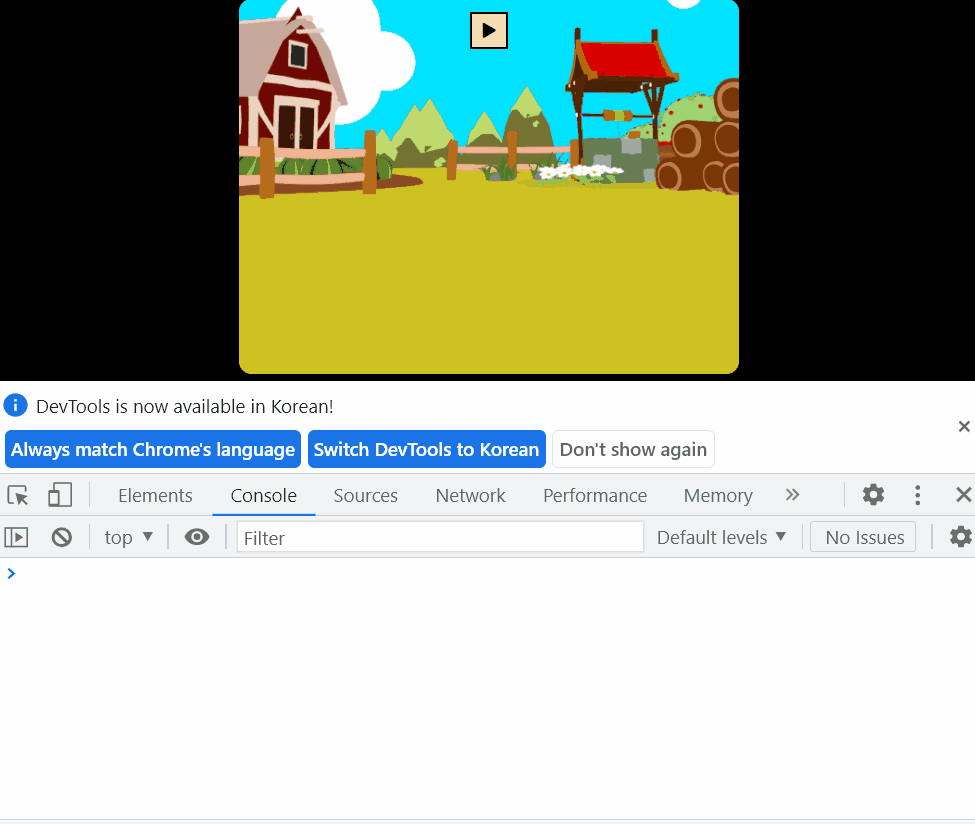 DevTools is now available in Korean!
Always match Chrome's language Switch DevTools to Korean Don't show again
Elements Console Sources Network Performance Memory
top Filter Default levels No Issues